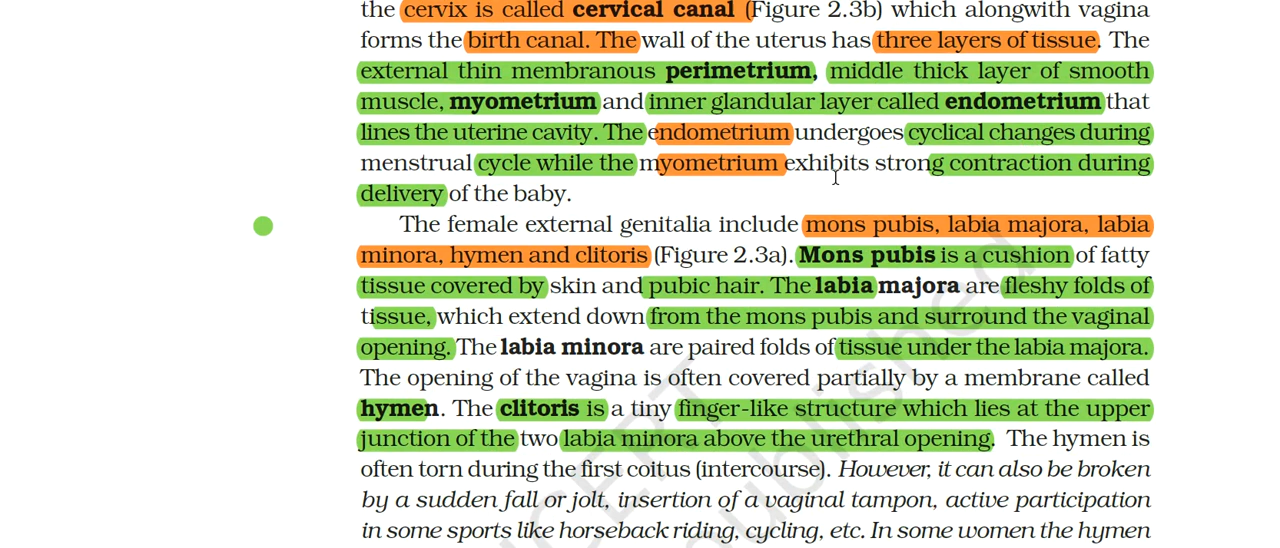 the cervix is called cervical canal (Figure 2.3b) which alongwith vagina
forms the birth canal. The wall of the uterus has three layers of tissue. The
external thin membranous perimetrium, middle thick layer of smooth
muscle, myometrium and inner glandular layer called endometrium that
lines the uterine cavity. The endometrium undergoes cyclical changes during
menstrual cycle while the myometrium exhibits strong contraction during
delivery of the baby.
The female external genitalia include mons pubis, labia majora, labia
minora, hymen and clitoris (Figure 2.3a). Mons pubis is a cushion of fatty
tissue covered by skin and pubic hair. The labia majora are fleshy folds of
tissue, which extend down from the mons pubis and surround the vaginal
opening. The labia minora are paired folds of tissue under the labia majora.
The opening of the vagina is often covered partially by a membrane called
hymen. The clitoris is a tiny finger-like structure which lies at the upper
junction of the two labia minora above the urethral opening. The hymen is
often torn during the first coitus (intercourse). However, it can also be broken
by a sudden fall or jolt, insertion of a vaginal tampon, active participation
in some sports like horseback riding, cycling, etc. In some women the hymen